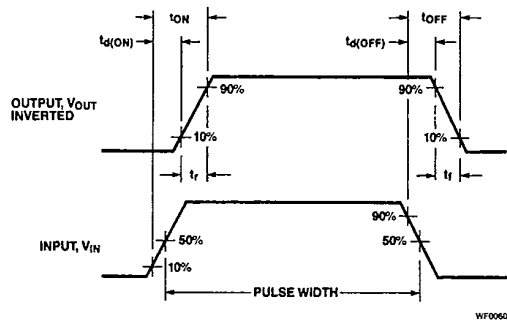 tON
tOFF
td(ON)
td(OFF)
OUTPUT, VOUT
INVERTED
90%
90%
10%
10%
tr
tf
INPUT, VIN
90%
50%
50%
10%
PULSE WIDTH
WF0060